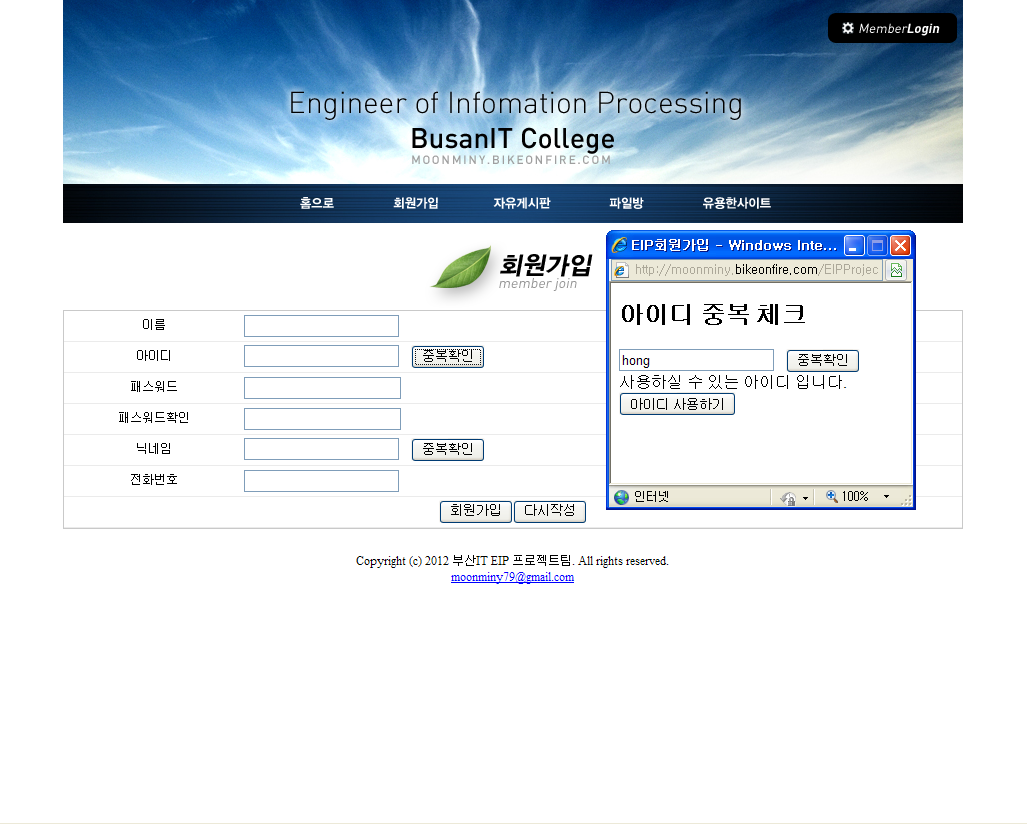 MemberLogin
Engineer of Infomation Processing
BusanIT College
MOONMINY.BIKEONFIRE.COM
홈으로 회원가입 자유게시판 파일방 유용한사이트
회원가입
member join
이름
아이디 중복확인
패스워드
패스워드확인
닉네임 중복확인
전화번호
회원가입 다시작성
EIP회원가입 - Windows Inte...
http://moonminy.bikeonfire.com/EIPProjec
아이디 중복 체크
hong 중복확인
사용하실 수 있는 아이디 입니다.
아이디 사용하기
인터넷 100%
Copyright (c) 2012 부산IT EIP 프로젝트팀. All rights reserved.
moonminy79@gmail.com